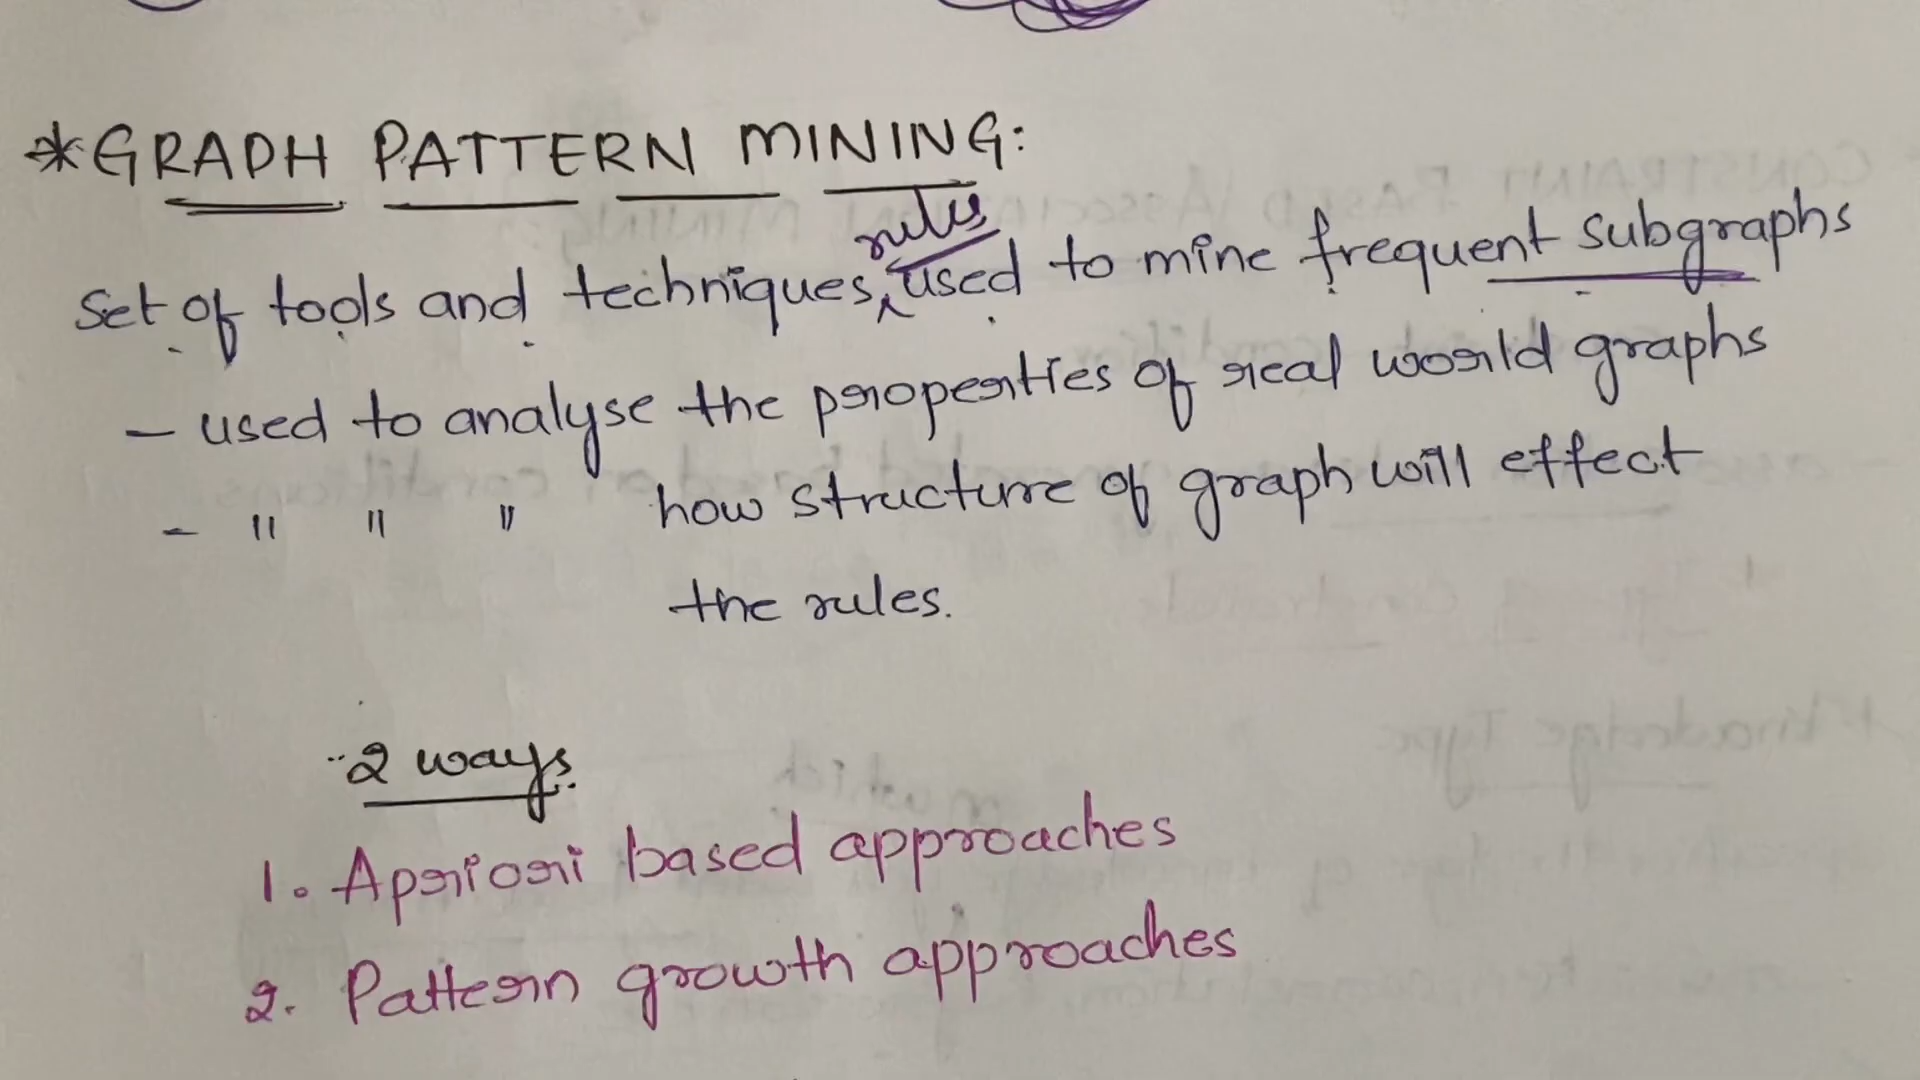 *GRAPH PATTERN MINING:
rules
Set of tools and techniques,^used to mine frequent subgraphs
- used to analyse the properties of real world graphs
- " " " how structure of graph will effect
the rules.
2 ways:
1. Apriori based approaches
2. Pattern growth approaches